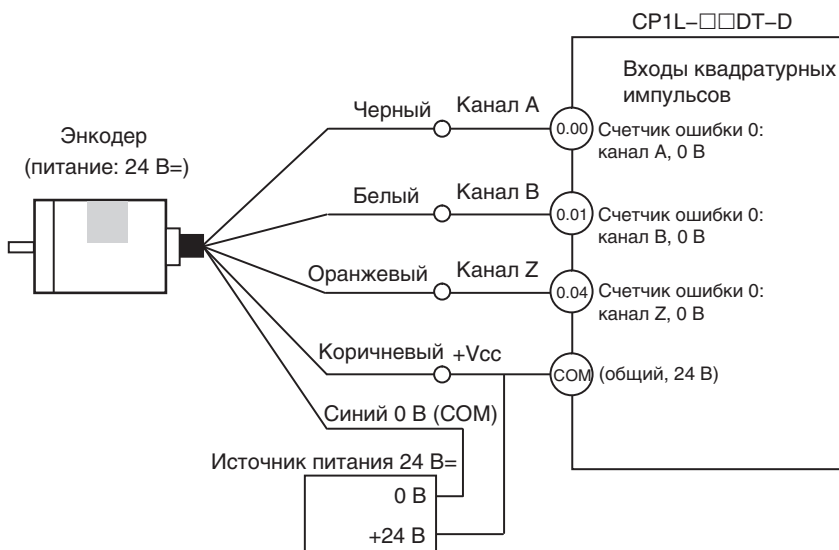 CP1L–□□DT–D
Входы квадратурных
импульсов
Энкодер
(питание: 24 В=)
Черный
Канал A
0.00
Счетчик ошибки 0:
канал A, 0 В
Белый
Канал B
0.01
Счетчик ошибки 0:
канал B, 0 В
Оранжевый
Канал Z
0.04
Счетчик ошибки 0:
канал Z, 0 В
Коричневый
+Vcc
COM
(общий, 24 В)
Синий 0 В (COM)
Источник питания 24 В=
0 В
+24 В